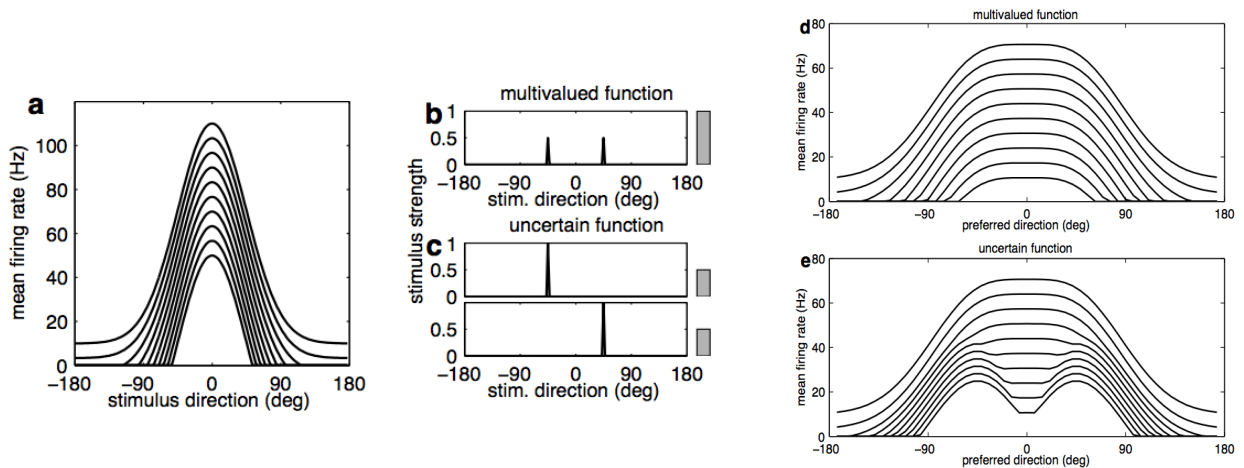 a
mean firing rate (Hz)
100
80
60
40
20
0
−180 −90 0 90 180
stimulus direction (deg)
b
multivalued function
1
0.5
0
−180 −90 0 90 180
stim. direction (deg)
stimulus strength
c
uncertain function
1
0.5
0
1
0.5
0
−180 −90 0 90 180
stim. direction (deg)
d
multivalued function
mean firing rate (Hz)
80
60
40
20
0
−180 −90 0 90 180
preferred direction (deg)
e
uncertain function
mean firing rate (Hz)
80
60
40
20
0
−180 −90 0 90 180
preferred direction (deg)